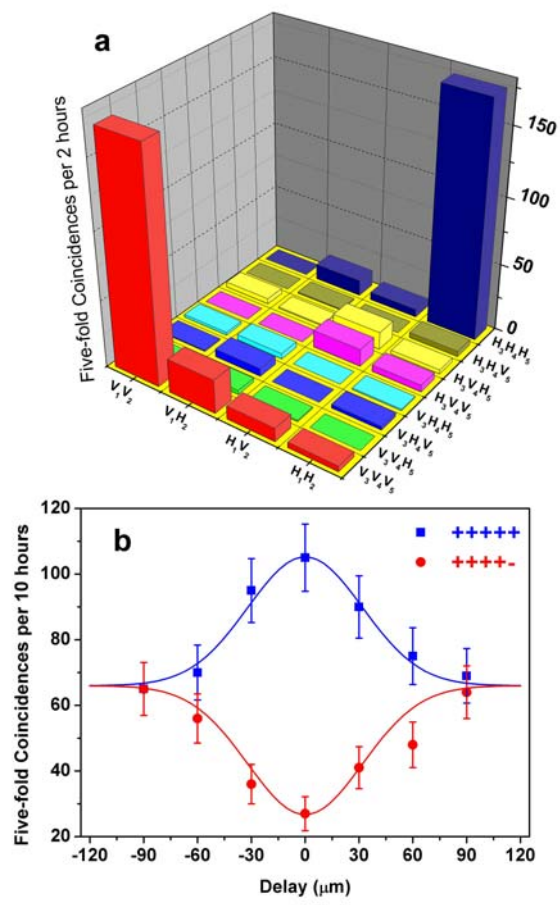 a
Five-fold Coincidences per 2 hours
150
100
50
0
V₁V₂
V₁H₂
H₁V₂
H₁H₂
H₃H₄H₅
H₃H₄V₅
H₃V₄H₅
H₃V₄V₅
V₃H₄H₅
V₃H₄V₅
V₃V₄H₅
V₃V₄V₅
b
+++++
++++-
Five-fold Coincidences per 10 hours
120
100
80
60
40
20
-120 -90 -60 -30 0 30 60 90 120
Delay (μm)